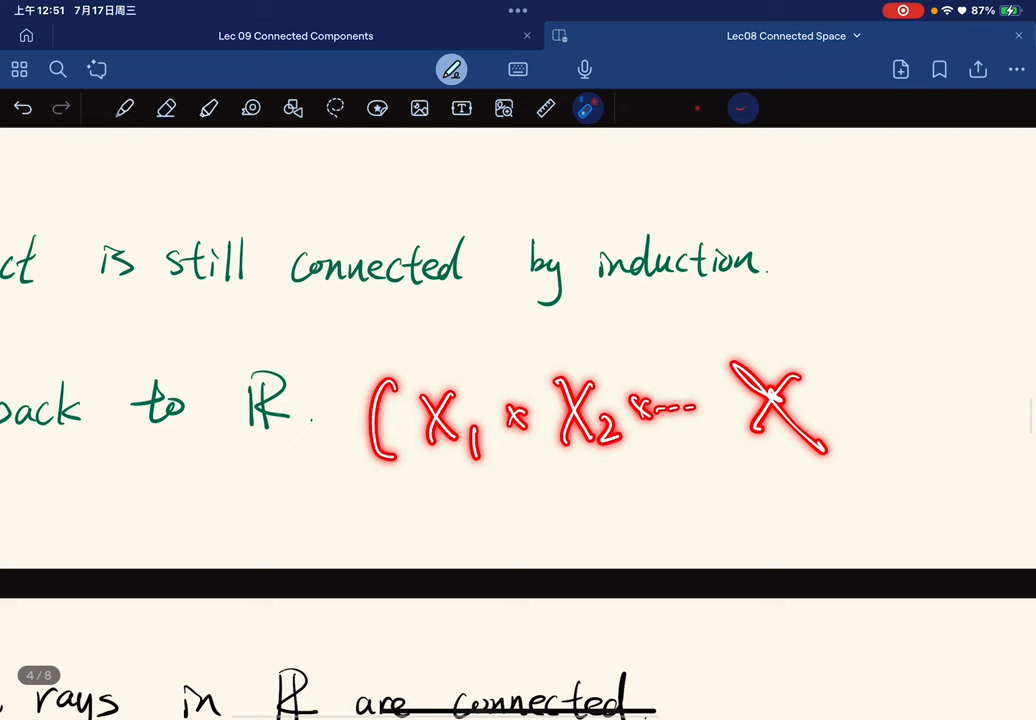 上午12:51 7月17日周三
87%
Lec 09 Connected Components
Lec08 Connected Space
is still connected by induction.
back to ℝ. (X₁ × X₂ × --- X
4 / 8
rays in ℝ are connected.